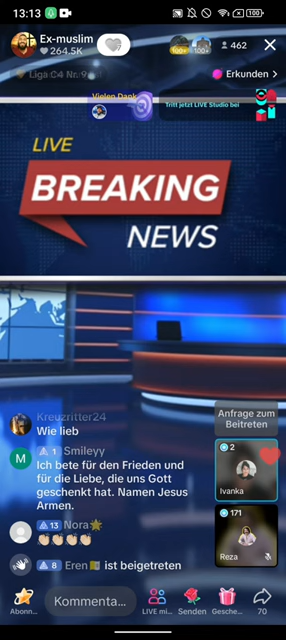 13:13
100
Ex-muslim
264.5K
100+
100+
462
Liga C4 Nr.
Erkunden >
Vielen Dank
Tritt jetzt LIVE Studio bei
LIVE
BREAKING
NEWS
Kreuzritter24
Wie lieb
Anfrage zum
Beitreten
M
1 Smileyy
Ich bete für den Frieden und
für die Liebe, die uns Gott
geschenkt hat. Namen Jesus
Armen.
2
Ivanka
13 Nora
👏🏻👏🏻👏🏻👏🏻
171
Reza
8 Eren ist beigetreten
Abonn...
Kommenta...
LIVE mi...
Senden
Gesche...
70